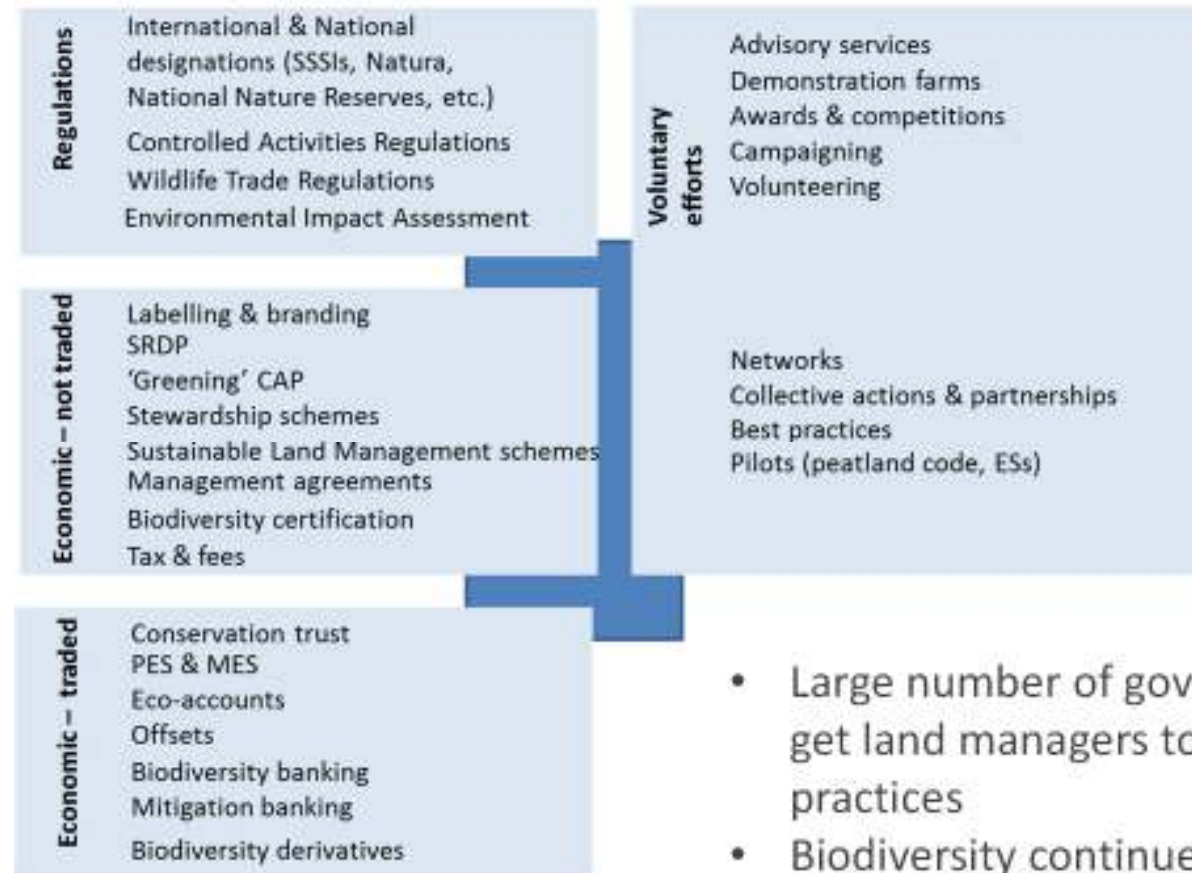 Regulations
International & National
designations (SSSIs, Natura,
National Nature Reserves, etc.)
Controlled Activities Regulations
Wildlife Trade Regulations
Environmental Impact Assessment
Economic – not traded
Labelling & branding
SRDP
‘Greening’ CAP
Stewardship schemes
Sustainable Land Management schemes
Management agreements
Biodiversity certification
Tax & fees
Economic – traded
Conservation trust
PES & MES
Eco-accounts
Offsets
Biodiversity banking
Mitigation banking
Biodiversity derivatives
Voluntary
efforts
Advisory services
Demonstration farms
Awards & competitions
Campaigning
Volunteering
Networks
Collective actions & partnerships
Best practices
Pilots (peatland code, ESs)
• Large number of gov
get land managers to
practices
• Biodiversity continue